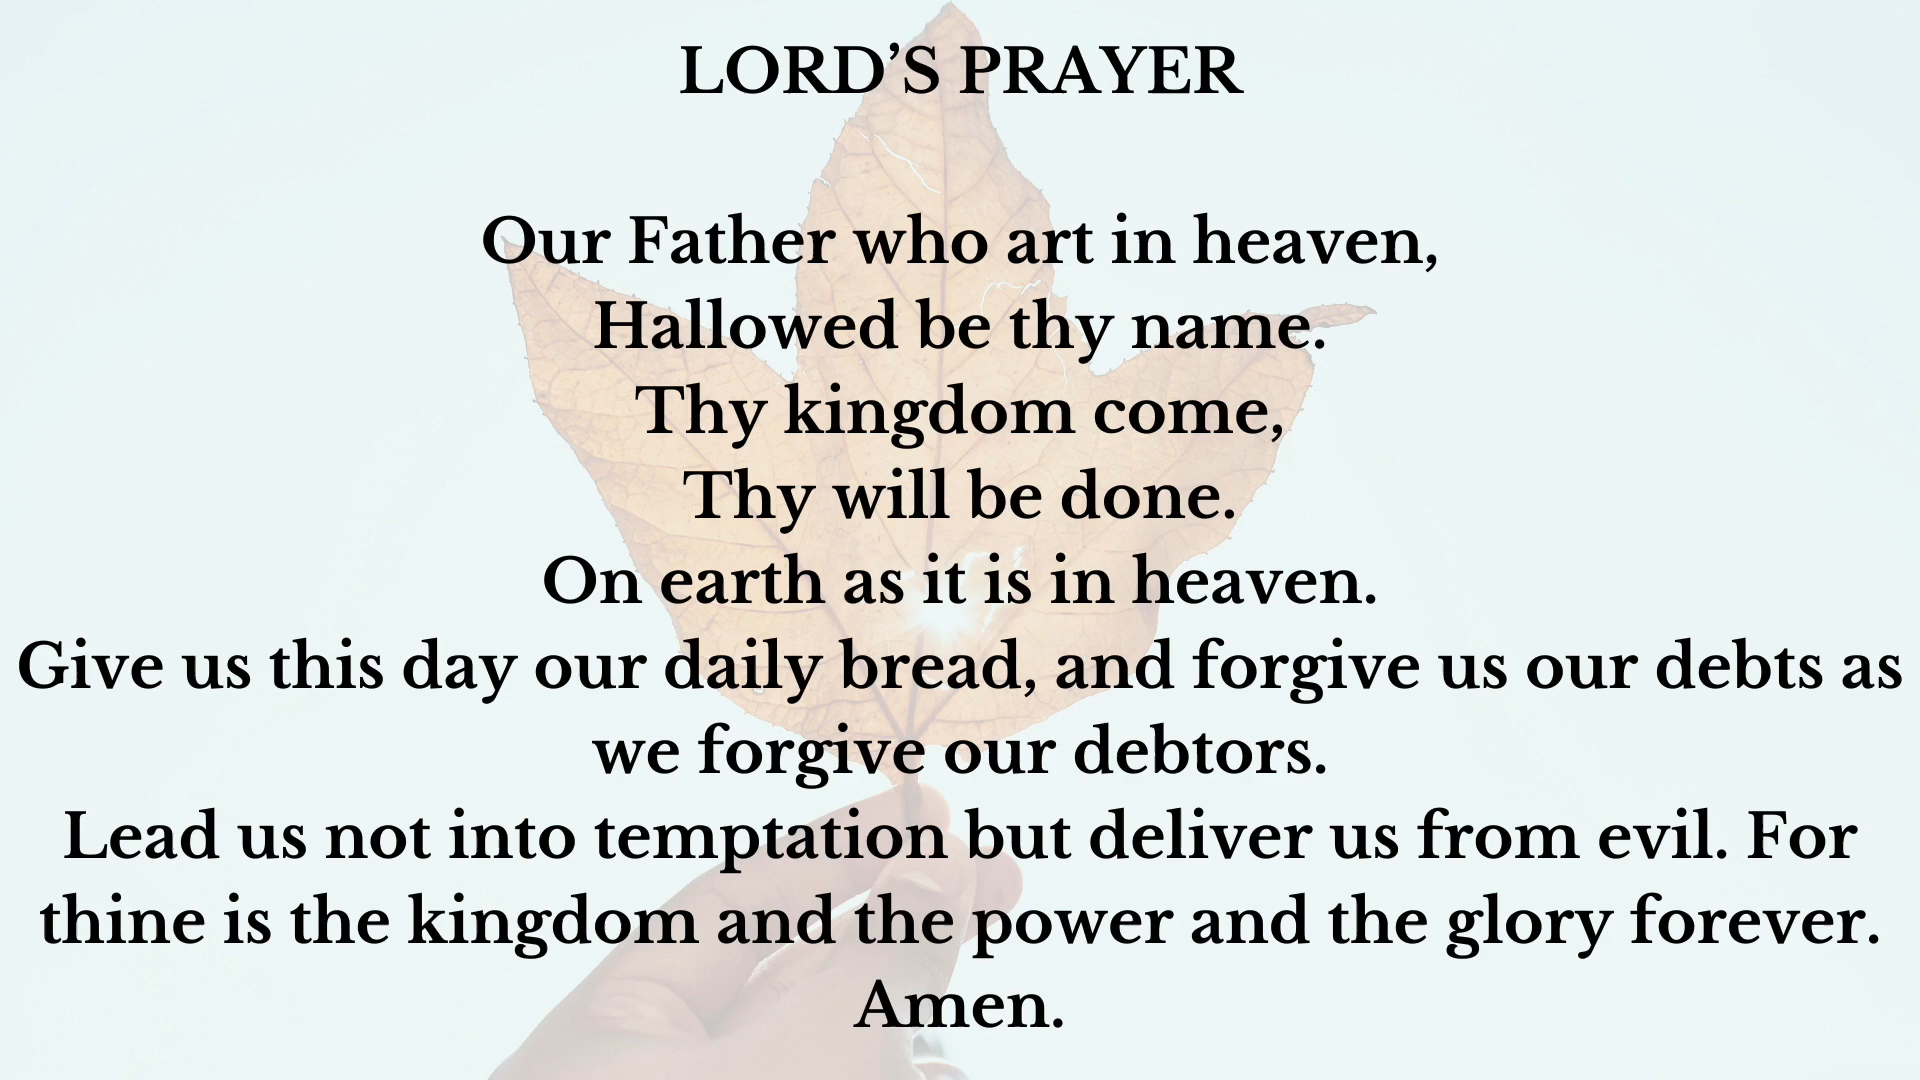 LORD’S PRAYER
Our Father who art in heaven,
Hallowed be thy name.
Thy kingdom come,
Thy will be done.
On earth as it is in heaven.
Give us this day our daily bread, and forgive us our debts as
we forgive our debtors.
Lead us not into temptation but deliver us from evil. For
thine is the kingdom and the power and the glory forever.
Amen.